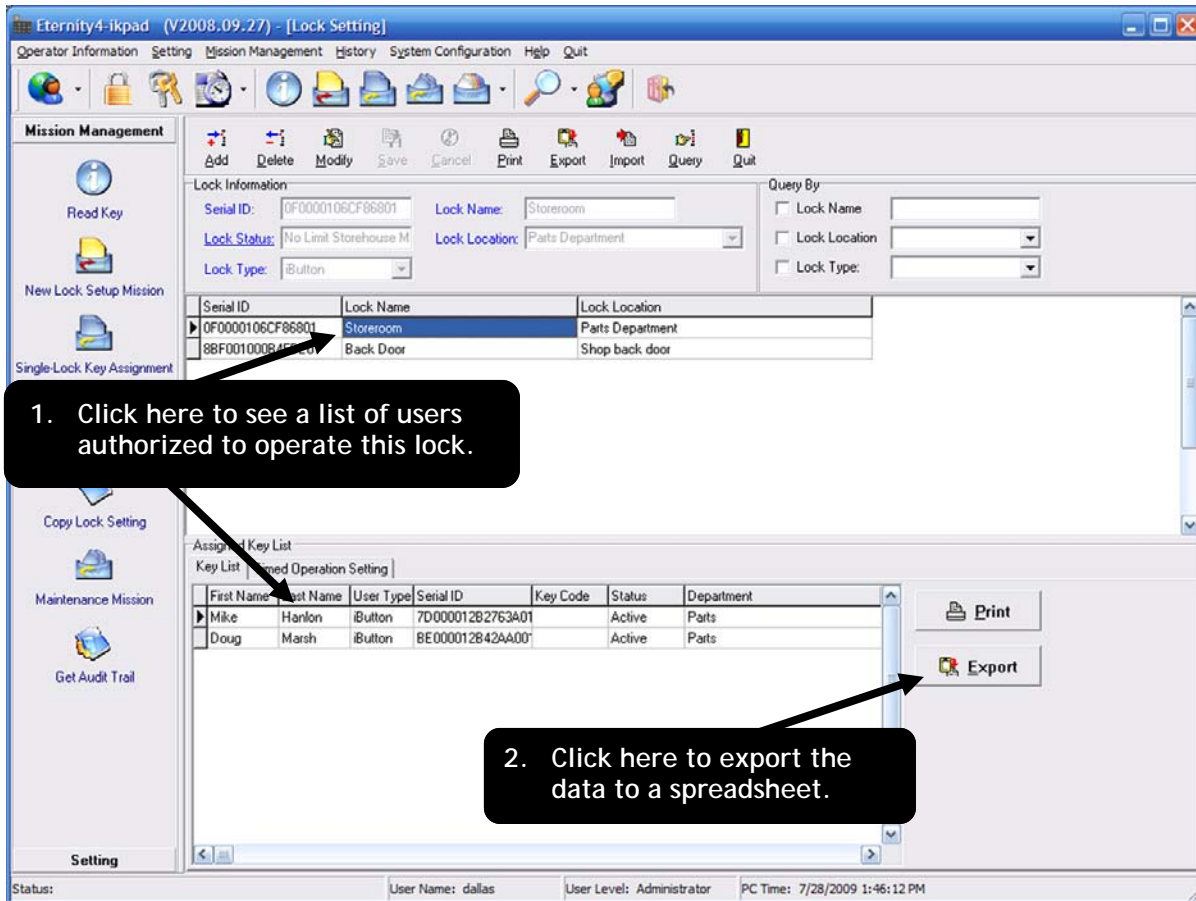 Eternity4-ikpad (V2008.09.27) - [Lock Setting]
Operator Information Setting Mission Management History System Configuration Help Quit
Mission Management
Read Key
New Lock Setup Mission
Single-Lock Key Assignment
Copy Lock Setting
Maintenance Mission
Get Audit Trail
Setting
Add Delete Modify Save Cancel Print Export Import Query Quit
Lock Information
Serial ID: 0F0000106CF86801 Lock Name: Storeroom
Lock Status: No Limit Storehouse M Lock Location: Parts Department
Lock Type: iButton
Query By
Lock Name
Lock Location
Lock Type:
Serial ID Lock Name Lock Location
0F0000106CF86801 Storeroom Parts Department
Back Door Shop back door
1. Click here to see a list of users
authorized to operate this lock.
Assigned Key List
Key List Timed Operation Setting
First Name Last Name User Type Serial ID Key Code Status Department
Mike Hanlon iButton 7D000012B2763A01 Active Parts
Doug Marsh iButton BE000012B42AA001 Active Parts
Print
Export
2. Click here to export the
data to a spreadsheet.
Status: User Name: dallas User Level: Administrator PC Time: 7/28/2009 1:46:12 PM